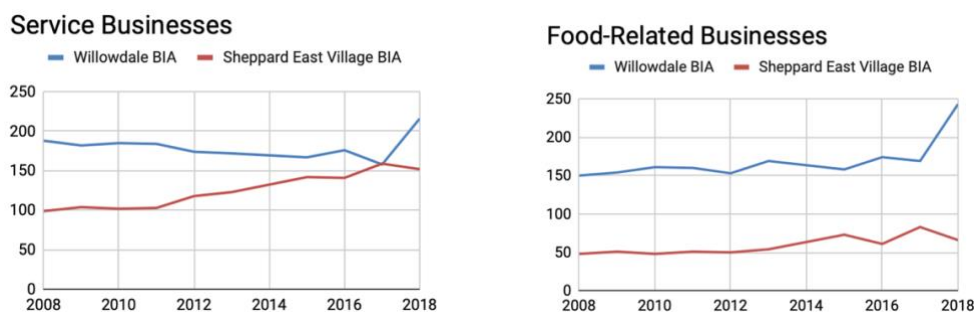 Service Businesses
Willowdale BIA Sheppard East Village BIA
250
200
150
100
50
0
2008 2010 2012 2014 2016 2018
Food-Related Businesses
Willowdale BIA Sheppard East Village BIA
250
200
150
100
50
0
2008 2010 2012 2014 2016 2018